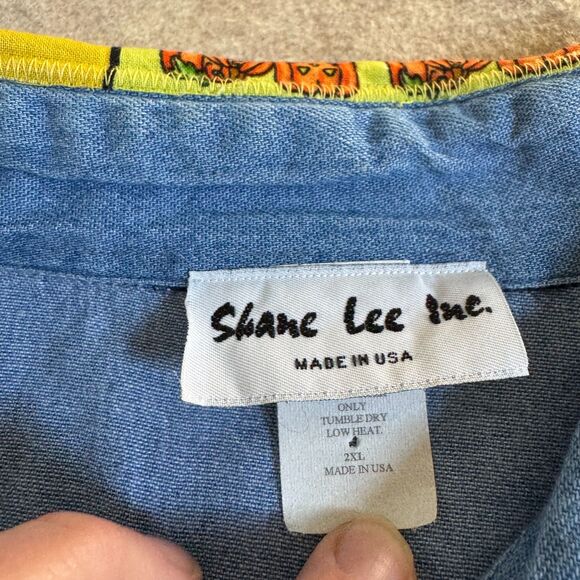 Shane Lee Inc.
MADE IN USA
ONLY
TUMBLE DRY
LOW HEAT.
2XL
MADE IN USA